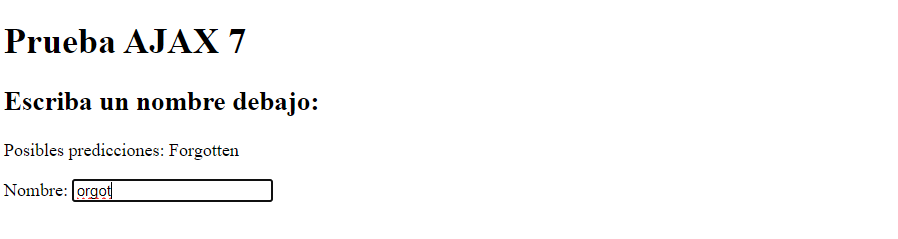 Prueba AJAX 7
Escriba un nombre debajo:
Posibles predicciones: Forgotten
Nombre: orgot